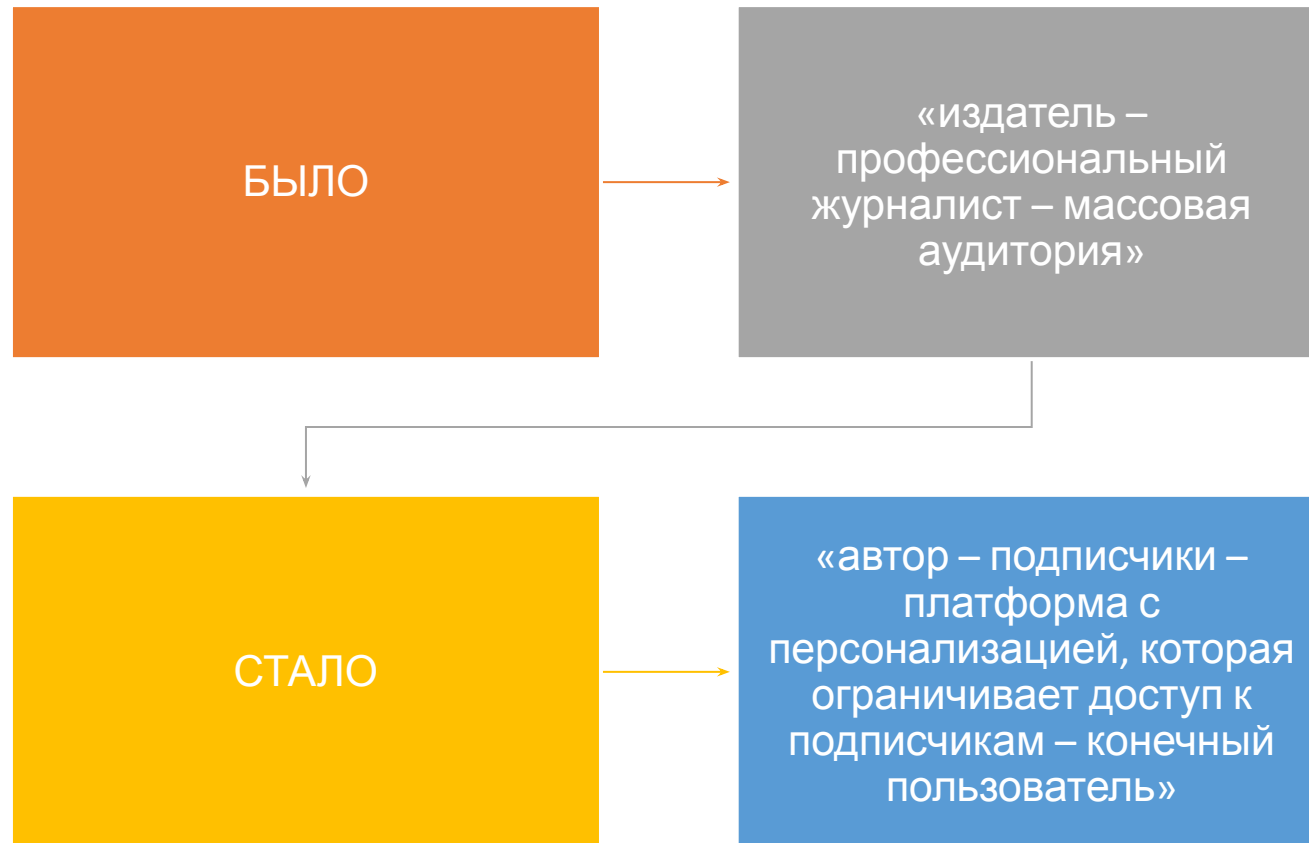 БЫЛО
«издатель –
профессиональный
журналист – массовая
аудитория»
СТАЛО
«автор – подписчики –
платформа с
персонализацией, которая
ограничивает доступ к
подписчикам – конечный
пользователь»